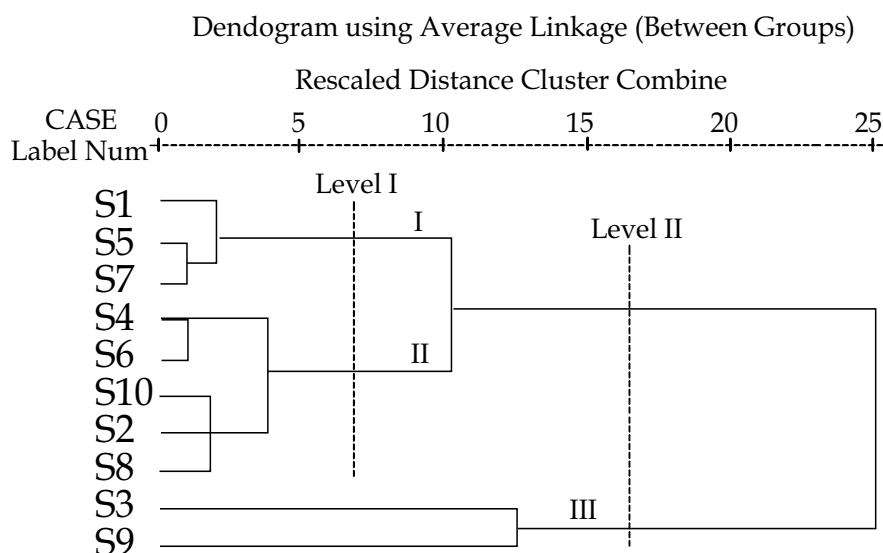 Dendogram using Average Linkage (Between Groups)
Rescaled Distance Cluster Combine
CASE 0 5 10 15 20 25
Label Num
Level I
S1
I
Level II
S5
S7
S4
II
S6
S10
S2
S8
S3
III
S9